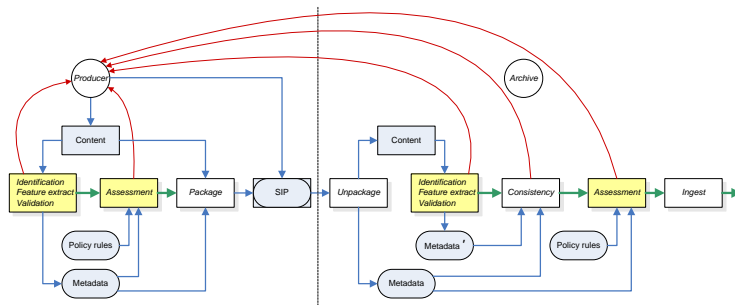 Producer
Archive
Content
Content
Identification
Feature extract
Validation
Assessment
Package
SIP
Unpackage
Identification
Feature extract
Validation
Consistency
Assessment
Ingest
Policy rules
Metadata ′
Policy rules
Metadata
Metadata